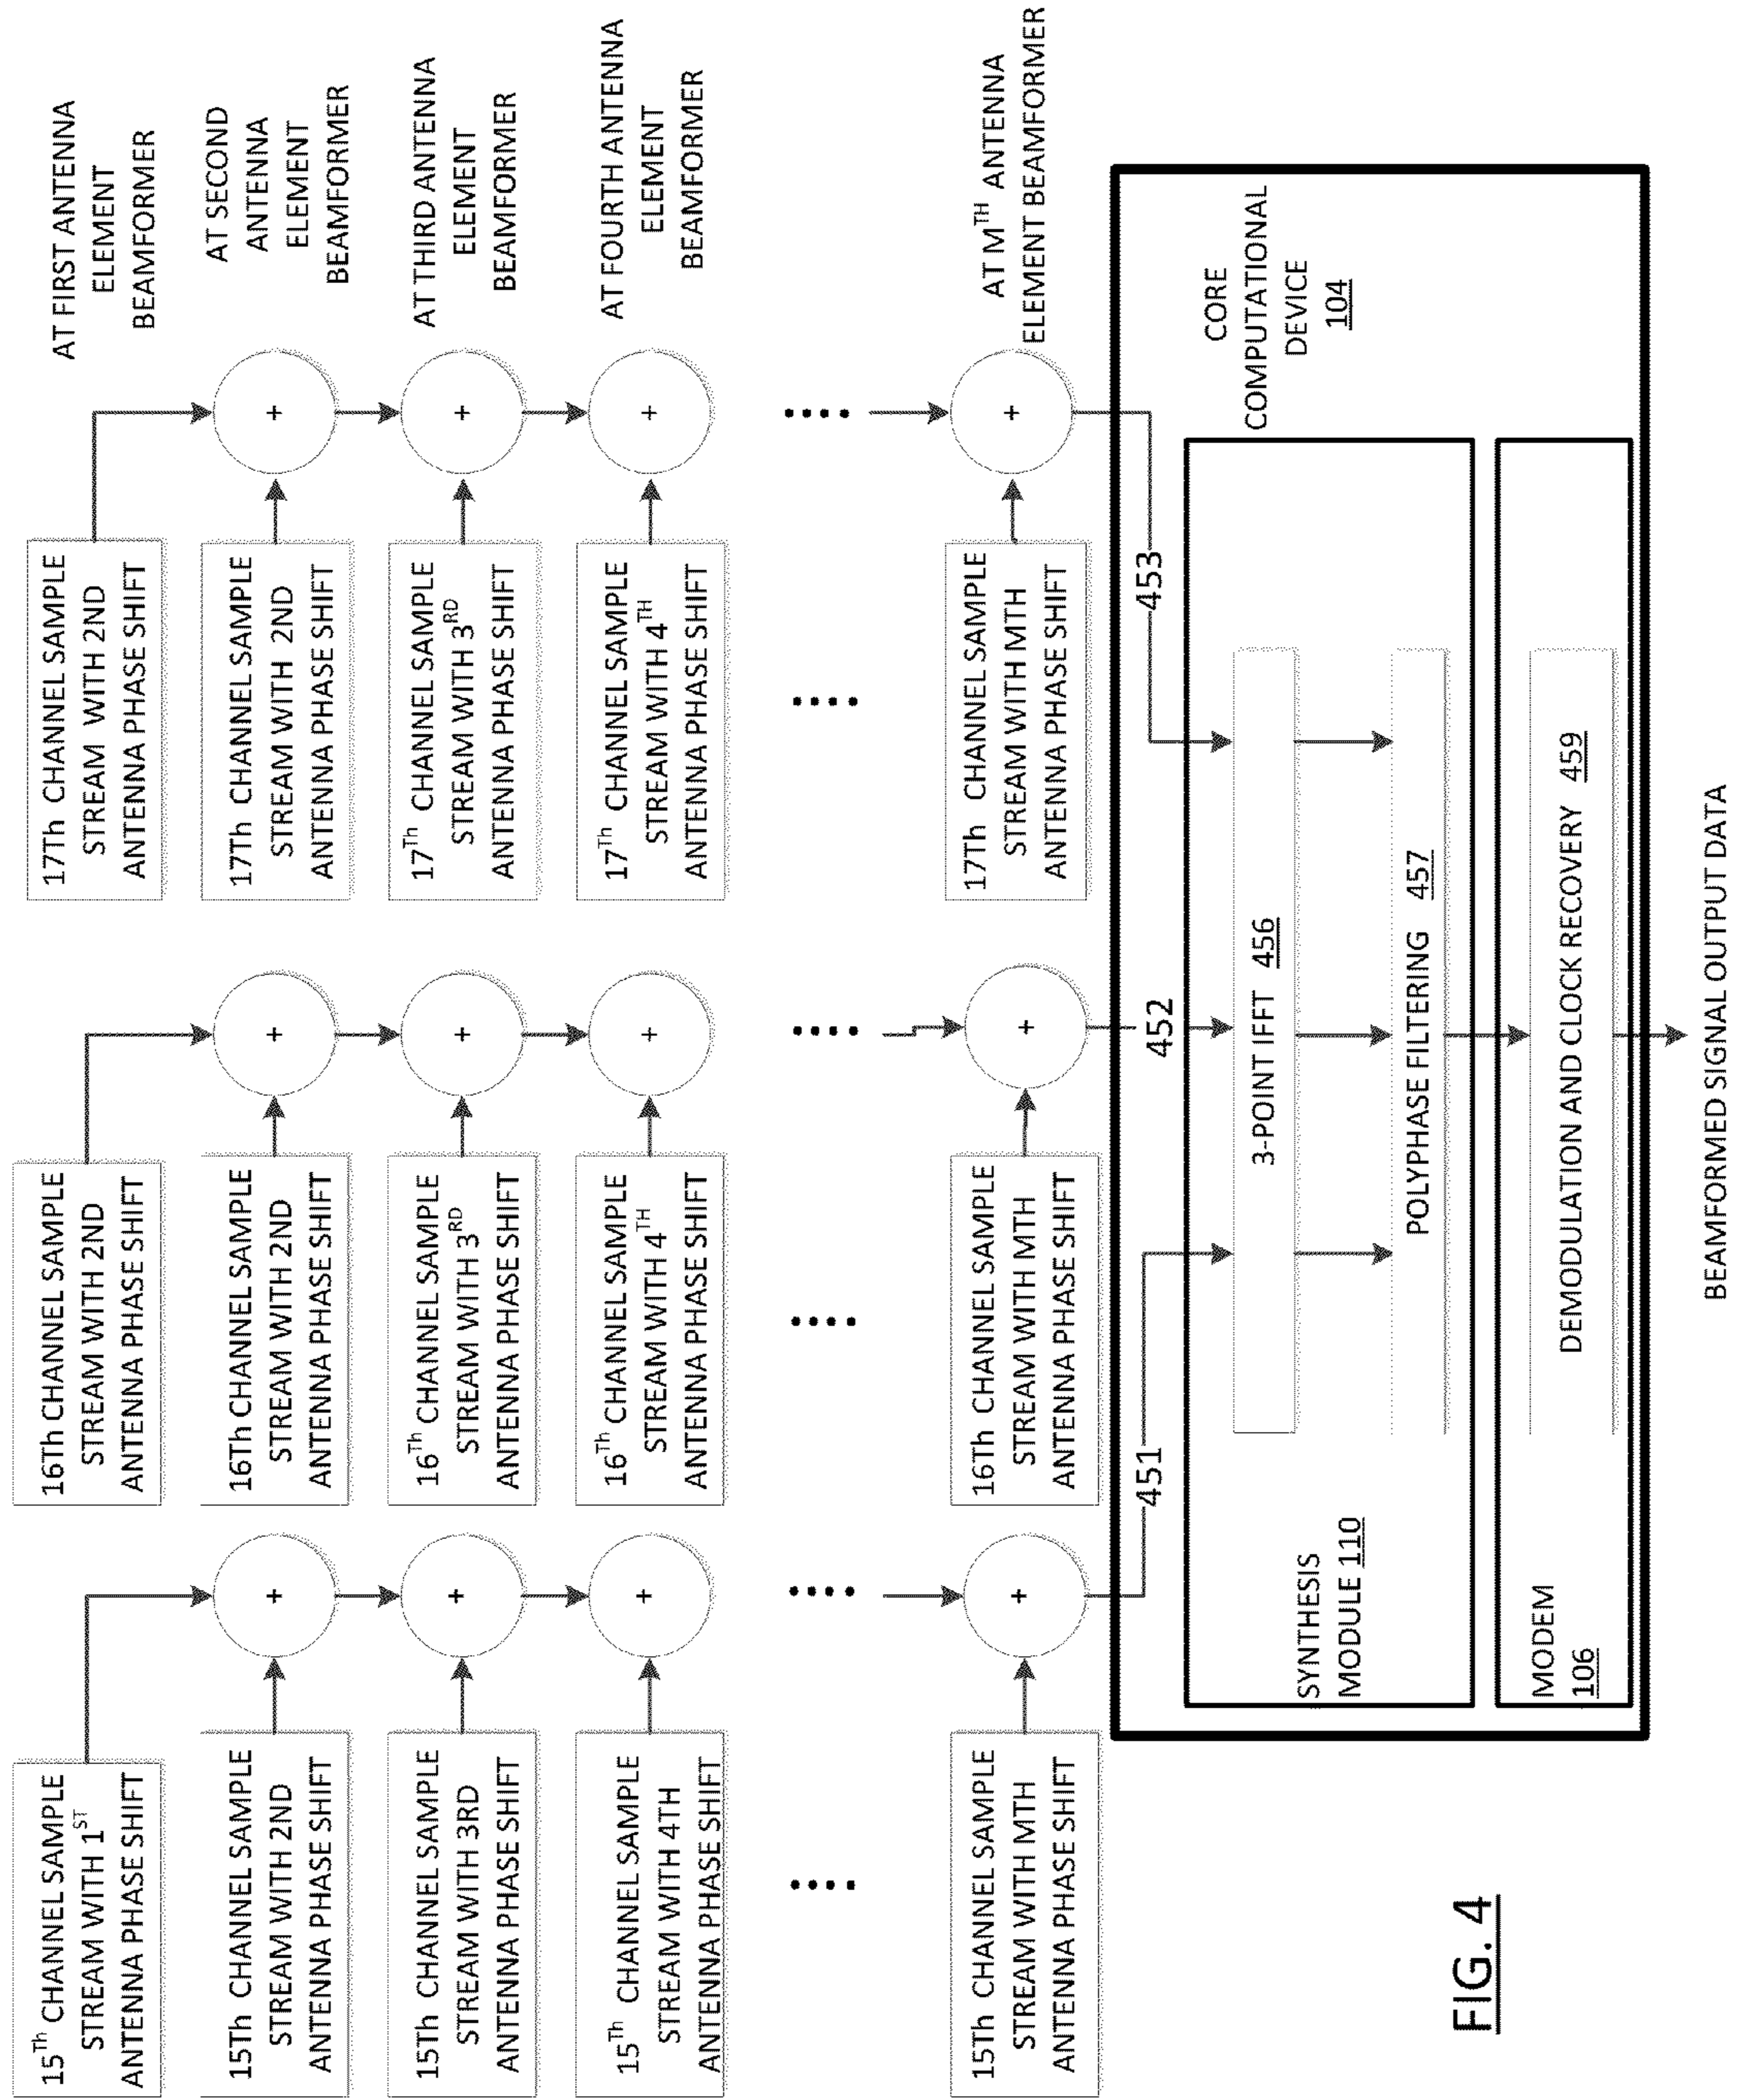 15Th CHANNEL SAMPLE
STREAM WITH 1ST
ANTENNA PHASE SHIFT
16Th CHANNEL SAMPLE
STREAM WITH 2ND
ANTENNA PHASE SHIFT
17Th CHANNEL SAMPLE
STREAM WITH 2ND
ANTENNA PHASE SHIFT
AT FIRST ANTENNA
ELEMENT
BEAMFORMER
15Th CHANNEL SAMPLE
STREAM WITH 2ND
ANTENNA PHASE SHIFT
+
16Th CHANNEL SAMPLE
STREAM WITH 2ND
ANTENNA PHASE SHIFT
+
17Th CHANNEL SAMPLE
STREAM WITH 2ND
ANTENNA PHASE SHIFT
+
AT SECOND
ANTENNA
ELEMENT
BEAMFORMER
15Th CHANNEL SAMPLE
STREAM WITH 3RD
ANTENNA PHASE SHIFT
+
16Th CHANNEL SAMPLE
STREAM WITH 3RD
ANTENNA PHASE SHIFT
+
17Th CHANNEL SAMPLE
STREAM WITH 3RD
ANTENNA PHASE SHIFT
+
AT THIRD ANTENNA
ELEMENT
BEAMFORMER
15Th CHANNEL SAMPLE
STREAM WITH 4TH
ANTENNA PHASE SHIFT
+
16Th CHANNEL SAMPLE
STREAM WITH 4TH
ANTENNA PHASE SHIFT
+
17Th CHANNEL SAMPLE
STREAM WITH 4TH
ANTENNA PHASE SHIFT
+
AT FOURTH ANTENNA
ELEMENT
BEAMFORMER
....
....
....
....
....
....
15Th CHANNEL SAMPLE
STREAM WITH MTH
ANTENNA PHASE SHIFT
+
16Th CHANNEL SAMPLE
STREAM WITH MTH
ANTENNA PHASE SHIFT
+
17Th CHANNEL SAMPLE
STREAM WITH MTH
ANTENNA PHASE SHIFT
+
AT MTH ANTENNA
ELEMENT BEAMFORMER
451
452
453
CORE
COMPUTATIONAL
DEVICE
104
SYNTHESIS
MODULE 110
3-POINT IFFT 456
POLYPHASE FILTERING 457
MODEM
106
DEMODULATION AND CLOCK RECOVERY 459
BEAMFORMED SIGNAL OUTPUT DATA
FIG. 4